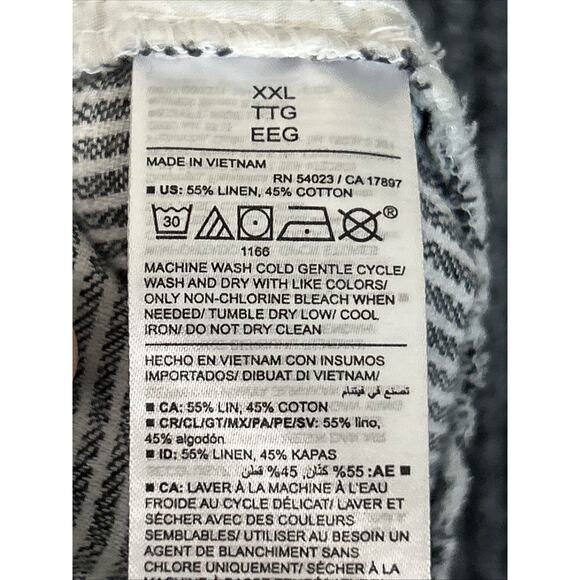 XXL
TTG
EEG
MADE IN VIETNAM
RN 54023 / CA 17897
■ US: 55% LINEN, 45% COTTON
30
®
1166
MACHINE WASH COLD GENTLE CYCLE/
WASH AND DRY WITH LIKE COLORS/
ONLY NON-CHLORINE BLEACH WHEN
NEEDED/ TUMBLE DRY LOW/ COOL
IRON/ DO NOT DRY CLEAN
HECHO EN VIETNAM CON INSUMOS
IMPORTADOS/ DIBUAT DI VIETNAM/
تصنع في فيتنام
■ CA: 55% LIN, 45% COTON
■ CR/CL/GT/MX/PA/PE/SV: 55% lino,
45% algodón
■ ID: 55% LINEN, 45% KAPAS
■ AE: 55% كتان, 45% قطن
■ CA: LAVER À LA MACHINE À L'EAU
FROIDE AU CYCLE DÉLICAT/ LAVER ET
SÉCHER AVEC DES COULEURS
SEMBLABLES/ UTILISER AU BESOIN UN
AGENT DE BLANCHIMENT SANS
CHLORE UNIQUEMENT/ SÉCHER À LA